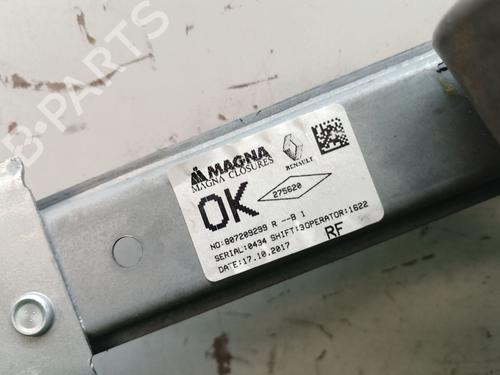 B-PARTS
MAGNA
MAGNA CLOSURES
RENAULT
OK
275620
NO:807209299 R --B 1
SERIAL:0434 SHIFT:3OPERATOR:1622
DATE:17.10.2017
RF